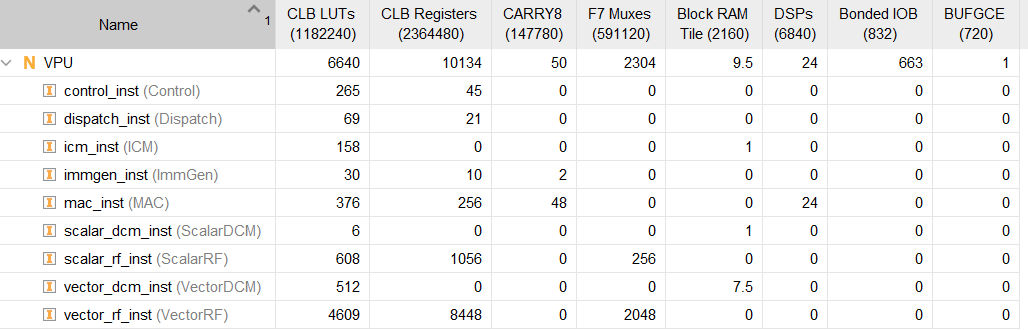 Name 1 CLB LUTs (1182240) CLB Registers (2364480) CARRY8 (147780) F7 Muxes (591120) Block RAM Tile (2160) DSPs (6840) Bonded IOB (832) BUFGCE (720)
N VPU 6640 10134 50 2304 9.5 24 663 1
I control_inst (Control) 265 45 0 0 0 0 0 0
I dispatch_inst (Dispatch) 69 21 0 0 0 0 0 0
I icm_inst (ICM) 158 0 0 0 1 0 0 0
I immgen_inst (ImmGen) 30 10 2 0 0 0 0 0
I mac_inst (MAC) 376 256 48 0 0 24 0 0
I scalar_dcm_inst (ScalarDCM) 6 0 0 0 1 0 0 0
I scalar_rf_inst (ScalarRF) 608 1056 0 256 0 0 0 0
I vector_dcm_inst (VectorDCM) 512 0 0 0 7.5 0 0 0
I vector_rf_inst (VectorRF) 4609 8448 0 2048 0 0 0 0